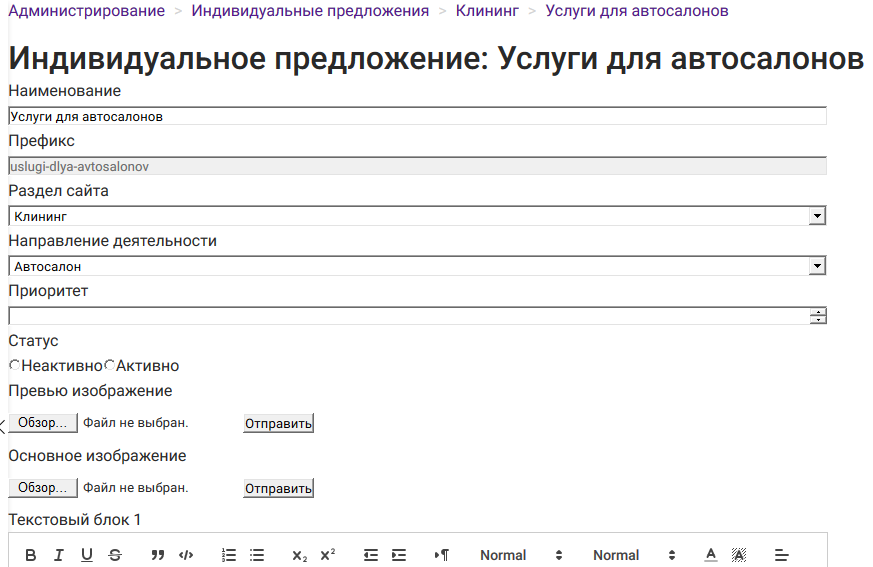 Администрирование > Индивидуальные предложения > Клининг > Услуги для автосалонов
Индивидуальное предложение: Услуги для автосалонов
Наименование
Услуги для автосалонов
Префикс
uslugi-dlya-avtosalonov
Раздел сайта
Клининг
Направление деятельности
Автосалон
Приоритет
Статус
Неактивно Активно
Превью изображение
Обзор... Файл не выбран. Отправить
Основное изображение
Обзор... Файл не выбран. Отправить
Текстовый блок 1
B I U S X₂ X² Normal Normal A A